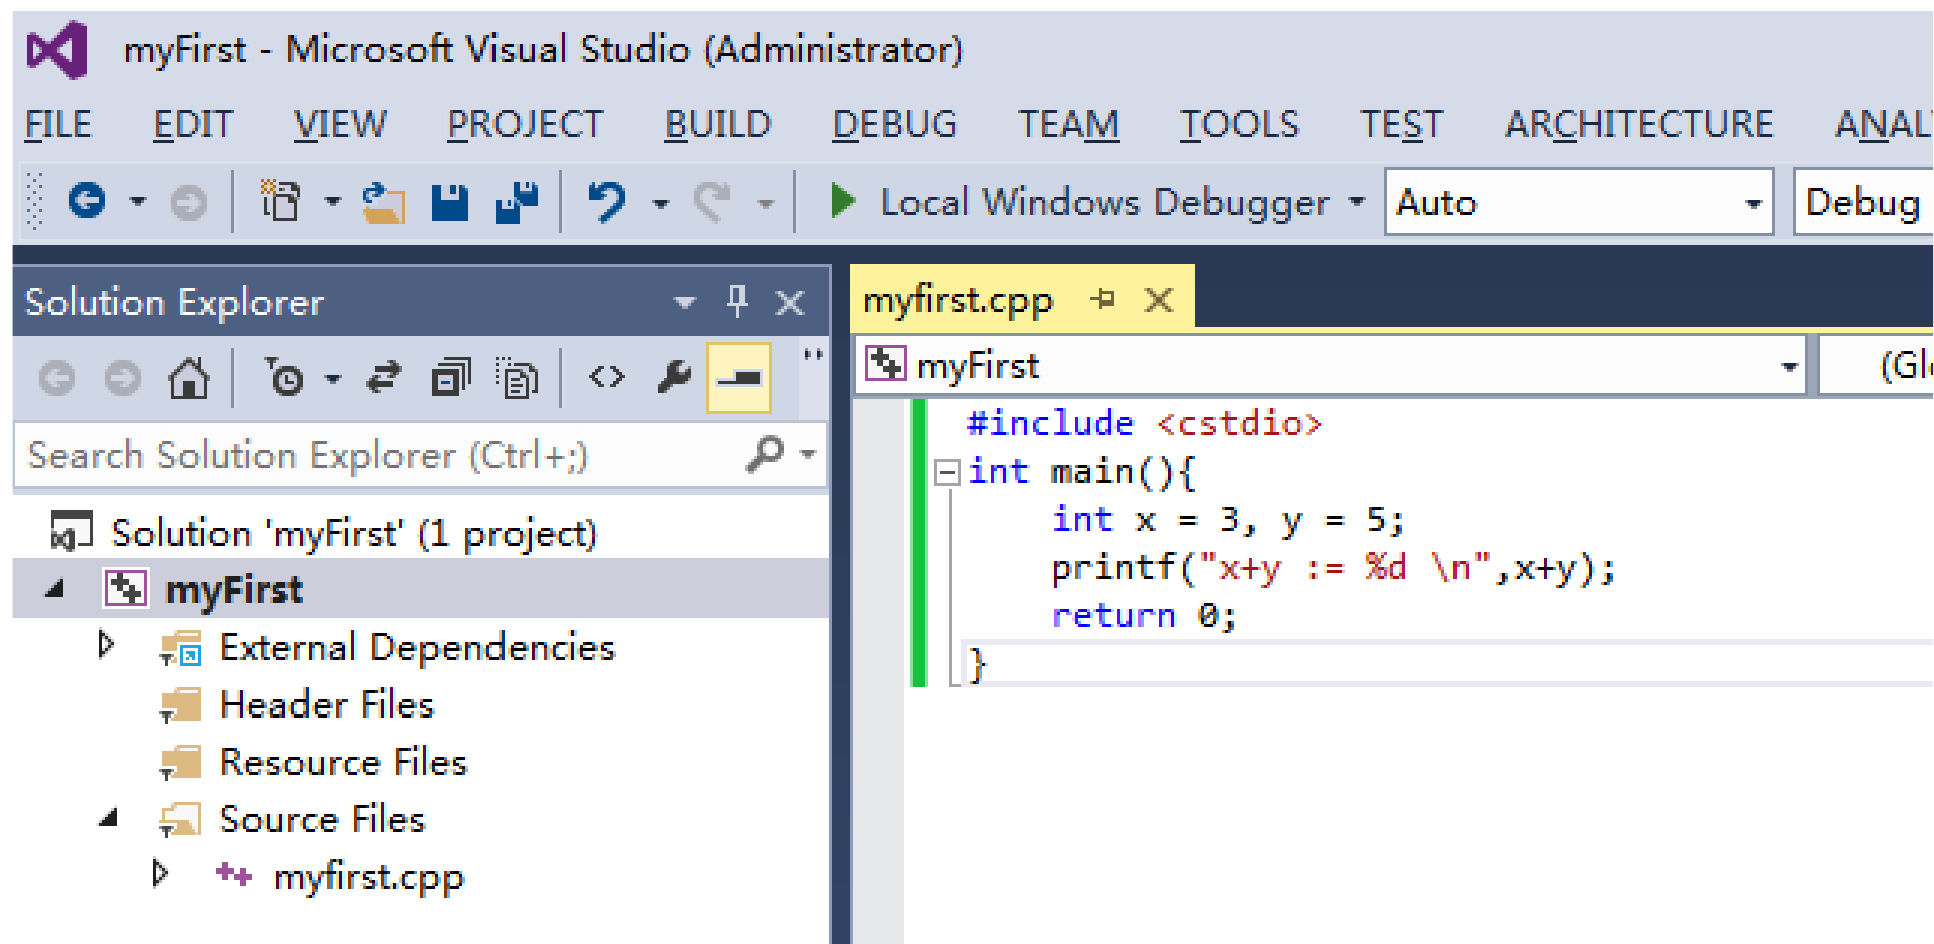 myFirst - Microsoft Visual Studio (Administrator)
FILE EDIT VIEW PROJECT BUILD DEBUG TEAM TOOLS TEST ARCHITECTURE ANAL
Local Windows Debugger Auto Debug
Solution Explorer
Search Solution Explorer (Ctrl+;)
Solution 'myFirst' (1 project)
myFirst
External Dependencies
Header Files
Resource Files
Source Files
myfirst.cpp
myfirst.cpp
myFirst (Glo
#include <cstdio>
int main(){
    int x = 3, y = 5;
    printf("x+y := %d \n",x+y);
    return 0;
}